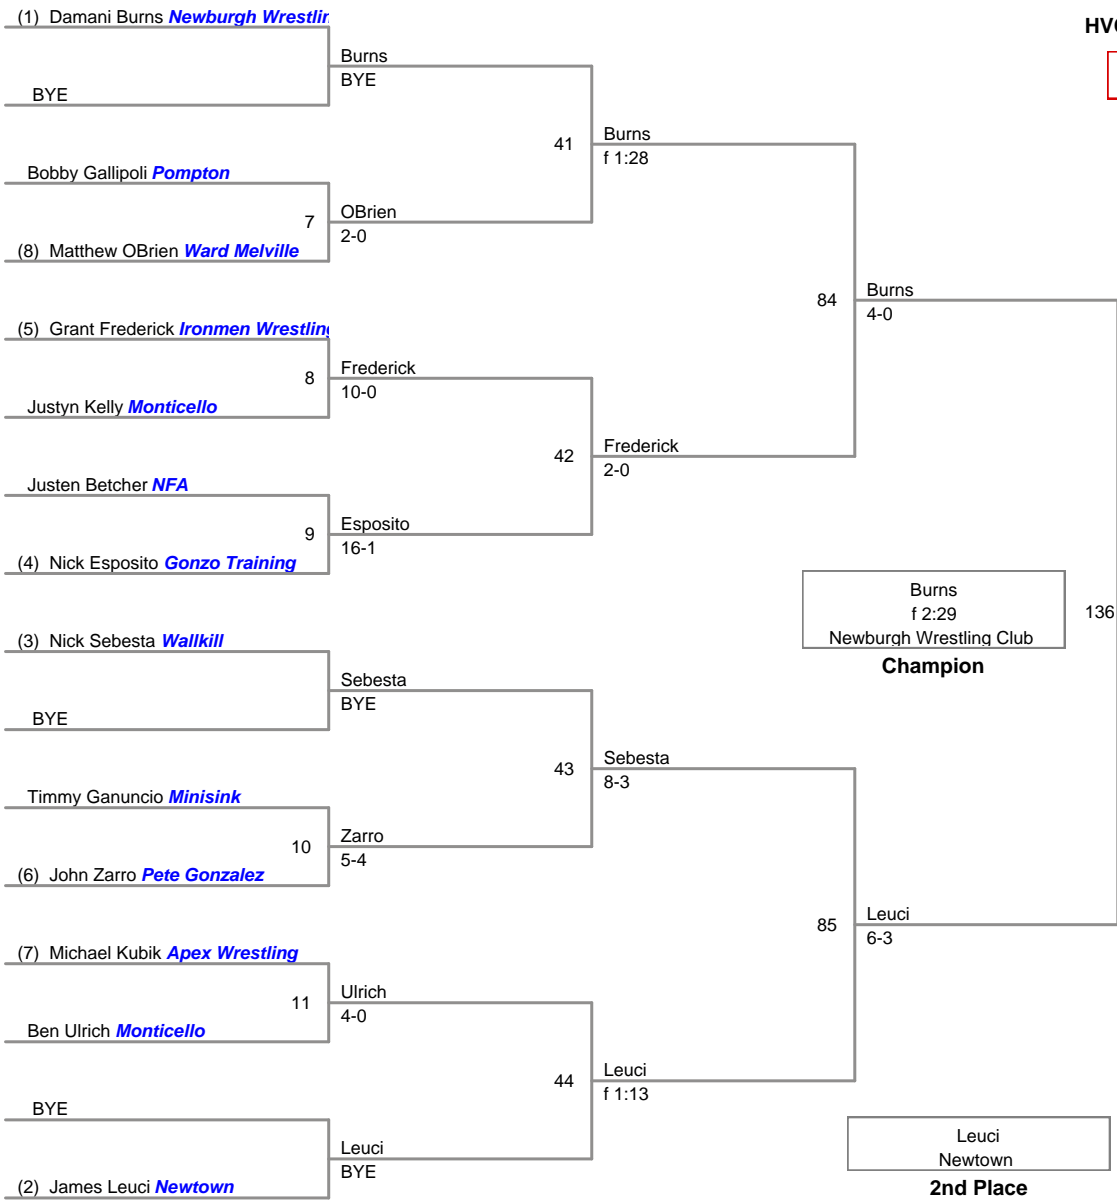 (1) Damani Burns Newburgh Wrestlin
HV
Burns
BYE
BYE
41
Burns
f 1:28
Bobby Gallipoli Pompton
7
OBrien
2-0
(8) Matthew OBrien Ward Melville
84
Burns
4-0
(5) Grant Frederick Ironmen Wrestlin
8
Frederick
10-0
Justyn Kelly Monticello
42
Frederick
2-0
Justen Betcher NFA
9
Esposito
16-1
(4) Nick Esposito Gonzo Training
Burns
f 2:29
Newburgh Wrestling Club
136
Champion
(3) Nick Sebesta Wallkill
Sebesta
BYE
BYE
43
Sebesta
8-3
Timmy Ganuncio Minisink
10
Zarro
5-4
(6) John Zarro Pete Gonzalez
85
Leuci
6-3
(7) Michael Kubik Apex Wrestling
11
Ulrich
4-0
Ben Ulrich Monticello
44
Leuci
f 1:13
BYE
Leuci
BYE
(2) James Leuci Newtown
Leuci
Newtown
2nd Place